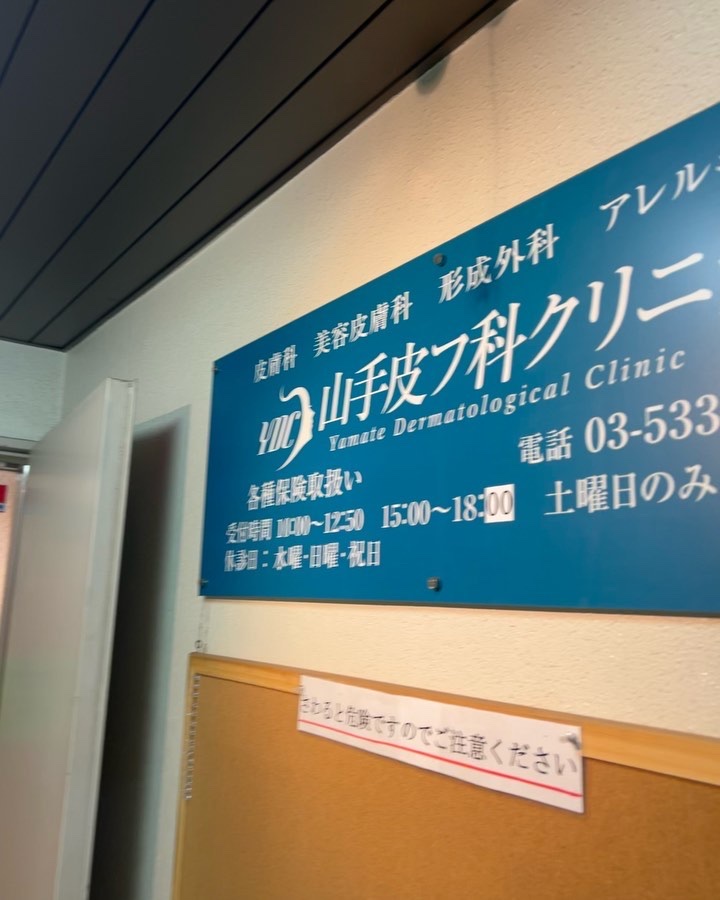 皮膚科 美容皮膚科 形成外科 アレル
YDC 山手皮フ科クリニ
Yamate Dermatological Clinic
電話 03-533
各種保険取扱い
受付時間 10:00～12:50 15:00～18:00 土曜日のみ
休診日：水曜・日曜・祝日
さわると危険ですのでご注意ください